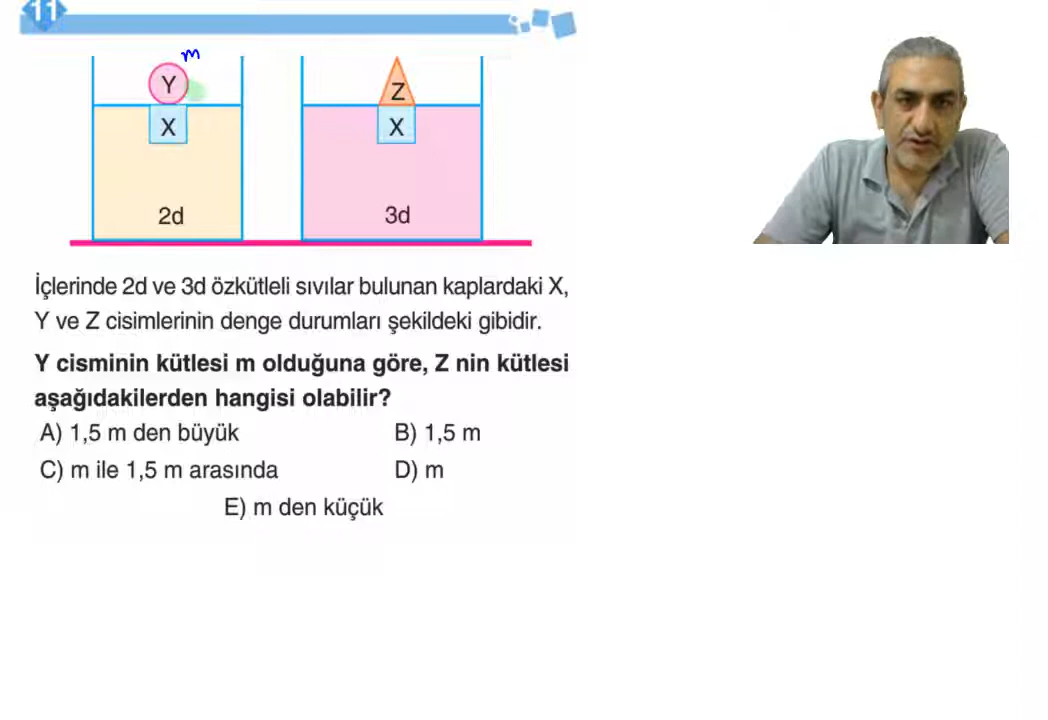 11
m
Y
Z
X
X
2d
3d
İçlerinde 2d ve 3d özkütleli sıvılar bulunan kaplardaki X,
Y ve Z cisimlerinin denge durumları şekildeki gibidir.
Y cisminin kütlesi m olduğuna göre, Z nin kütlesi
aşağıdakilerden hangisi olabilir?
A) 1,5 m den büyük
B) 1,5 m
C) m ile 1,5 m arasında
D) m
E) m den küçük